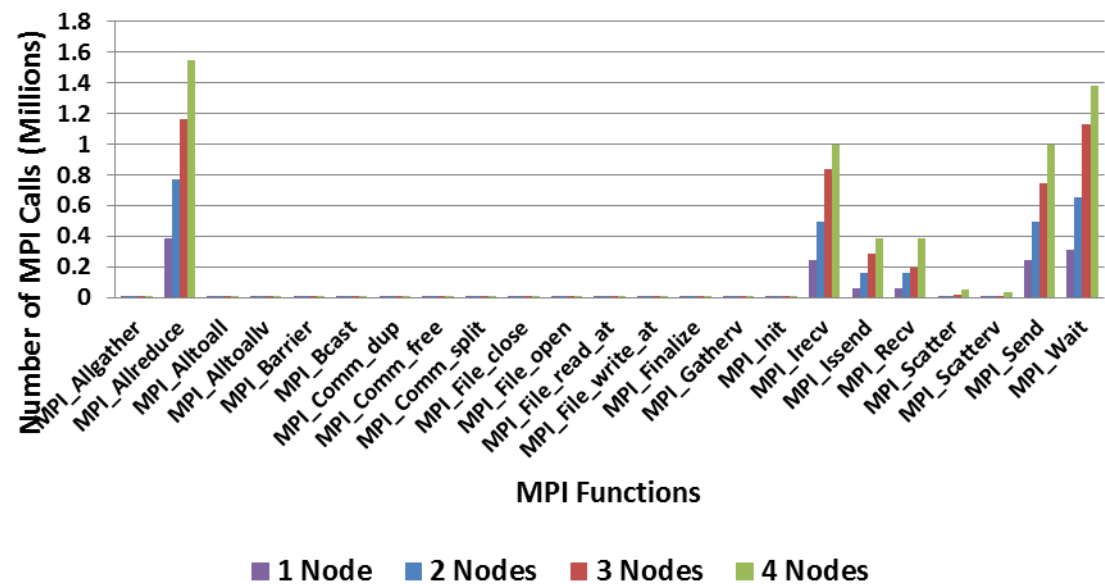 Number of MPI Calls (Millions)
1.8
1.6
1.4
1.2
1
0.8
0.6
0.4
0.2
0
MPI_Allgather
MPI_Allreduce
MPI_Alltoall
MPI_Alltoallv
MPI_Barrier
MPI_Bcast
MPI_Comm_dup
MPI_Comm_free
MPI_Comm_split
MPI_File_close
MPI_File_open
MPI_File_read_at
MPI_File_write_at
MPI_Finalize
MPI_Gatherv
MPI_Init
MPI_Irecv
MPI_Issend
MPI_Recv
MPI_Scatter
MPI_Scatterv
MPI_Send
MPI_Wait
MPI Functions
1 Node 2 Nodes 3 Nodes 4 Nodes